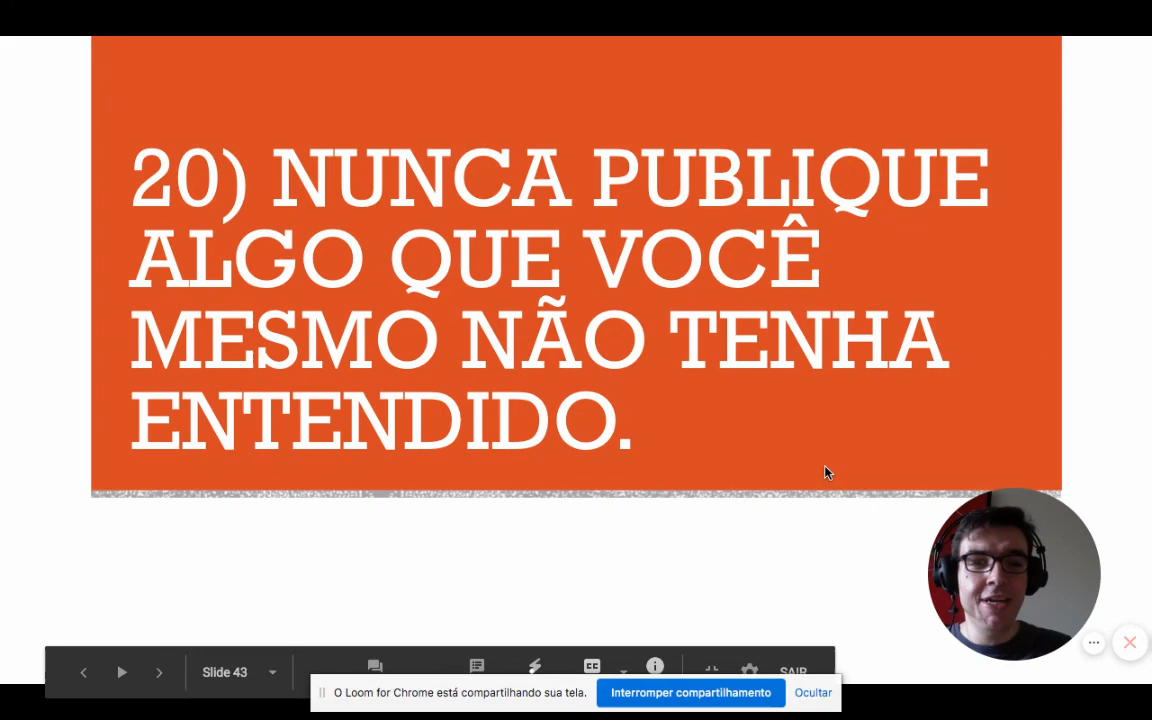 20) NUNCA PUBLIQUE
ALGO QUE VOCÊ
MESMO NÃO TENHA
ENTENDIDO.
Slide 43
CC
SAIR
O Loom for Chrome está compartilhando sua tela.
Interromper compartilhamento
Ocultar